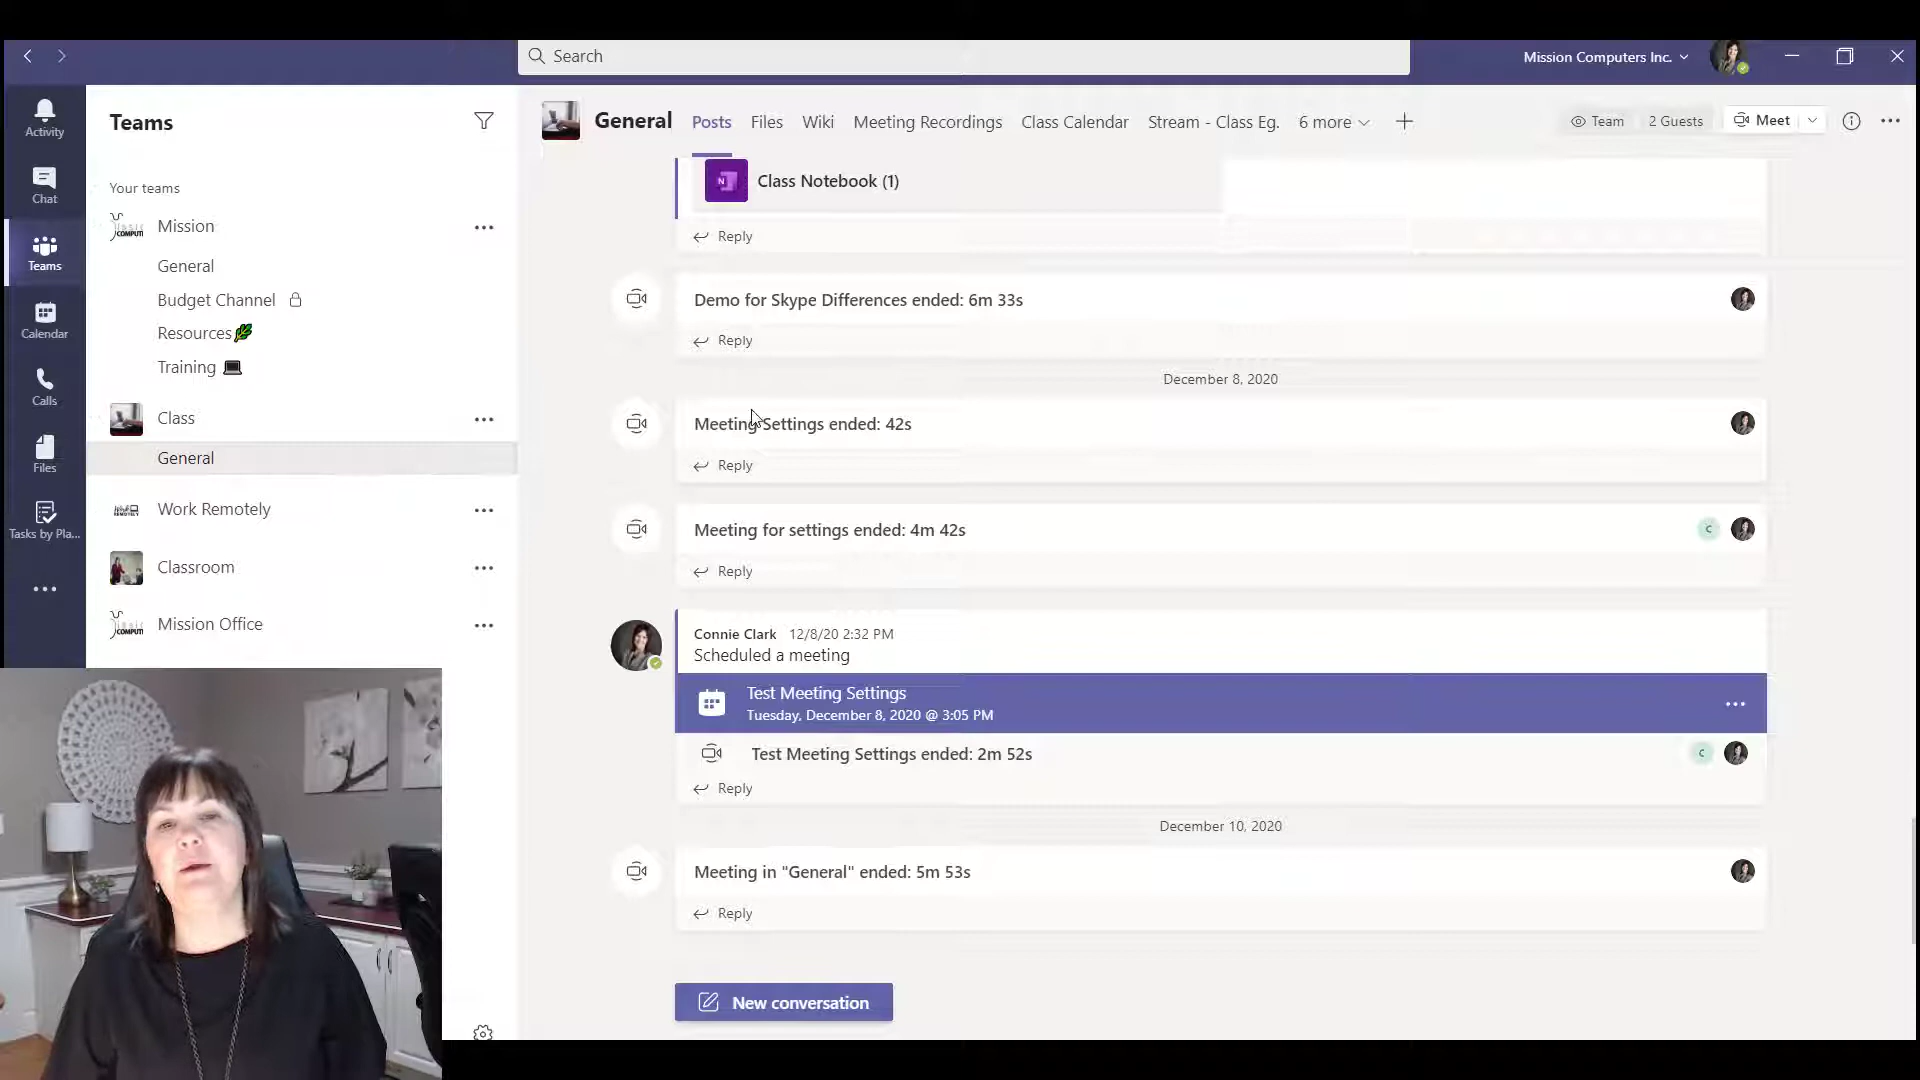 Search
Mission Computers Inc.
Activity
Chat
Teams
Calendar
Calls
Files
Tasks by Pla...
Teams
Your teams
Mission
General
Budget Channel
Resources
Training
Class
General
Work Remotely
Classroom
Mission Office
General
Posts
Files
Wiki
Meeting Recordings
Class Calendar
Stream - Class Eg.
6 more
Team
2 Guests
Meet
Class Notebook (1)
Reply
Demo for Skype Differences ended: 6m 33s
Reply
December 8, 2020
Meeting Settings ended: 42s
Reply
Meeting for settings ended: 4m 42s
C
Reply
Connie Clark 12/8/20 2:32 PM
Scheduled a meeting
Test Meeting Settings
Tuesday, December 8, 2020 @ 3:05 PM
Test Meeting Settings ended: 2m 52s
C
Reply
December 10, 2020
Meeting in "General" ended: 5m 53s
Reply
New conversation